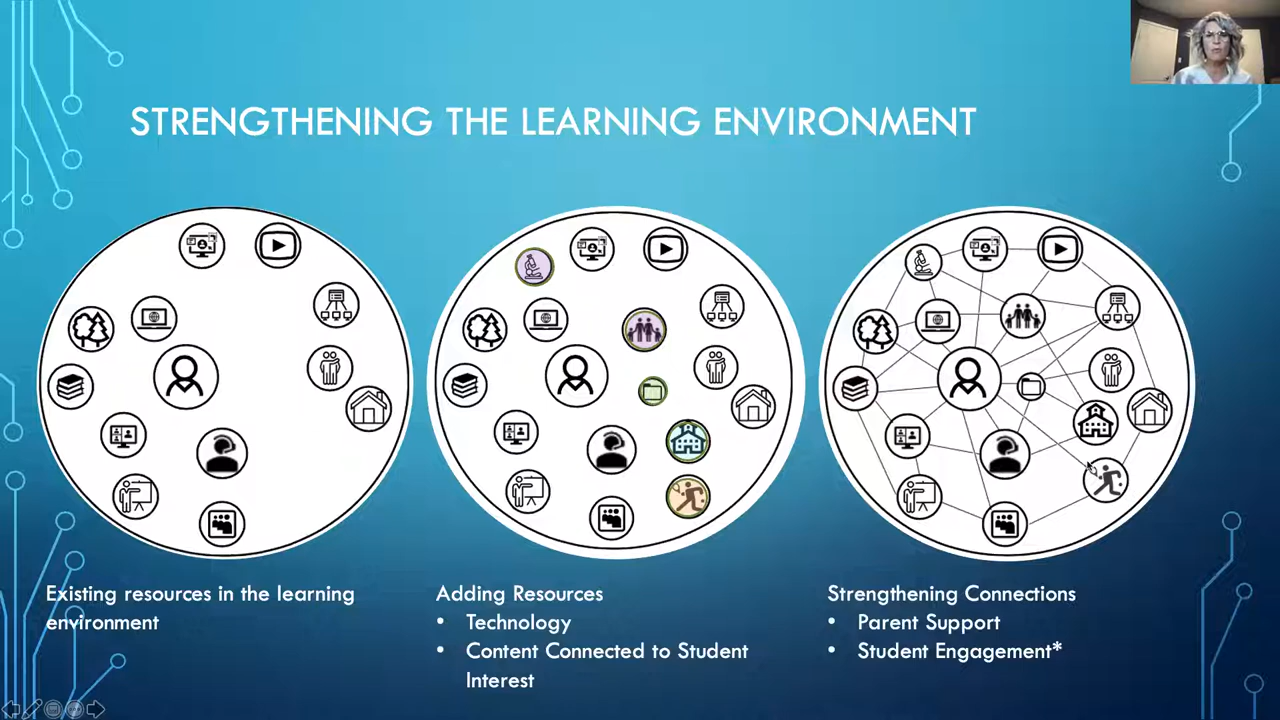 STRENGTHENING THE LEARNING ENVIRONMENT
Existing resources in the learning
environment
Adding Resources
• Technology
• Content Connected to Student
Interest
Strengthening Connections
• Parent Support
• Student Engagement*